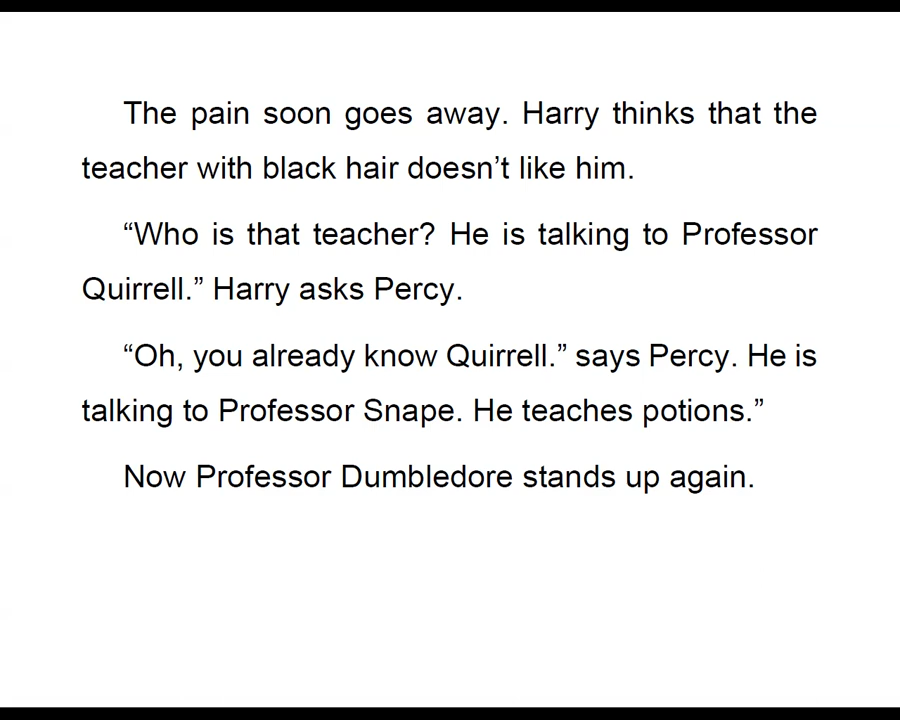 The pain soon goes away. Harry thinks that the
teacher with black hair doesn’t like him.
“Who is that teacher? He is talking to Professor
Quirrell.” Harry asks Percy.
“Oh, you already know Quirrell.” says Percy. He is
talking to Professor Snape. He teaches potions.”
Now Professor Dumbledore stands up again.